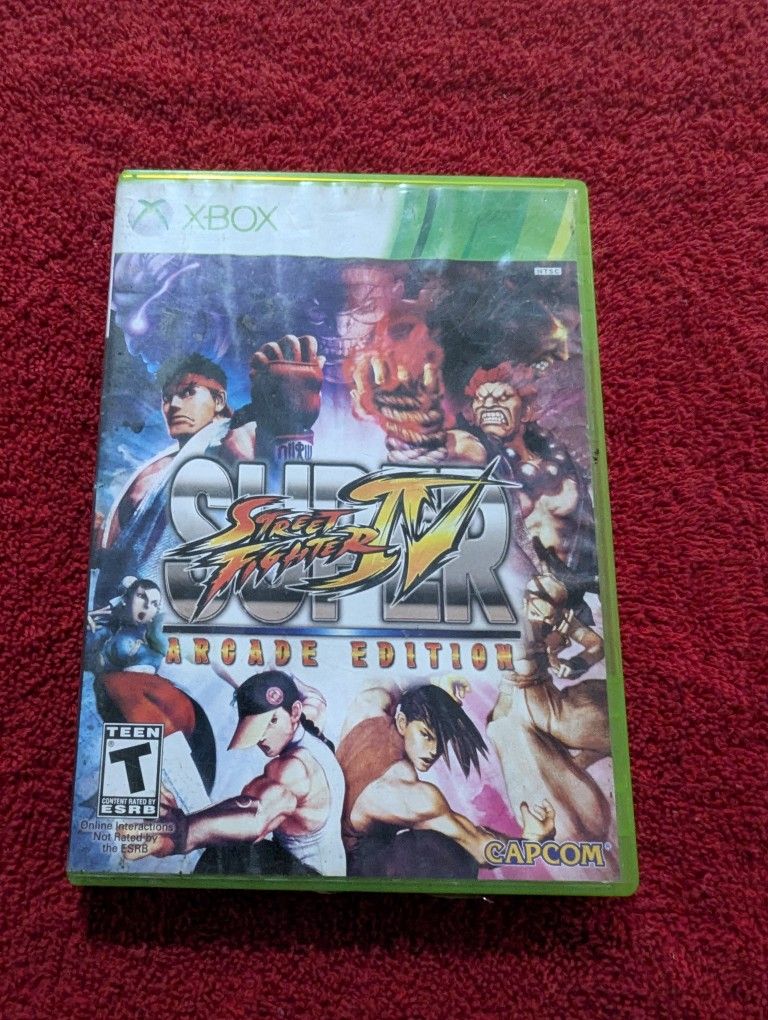 XBOX
NTSC
SUPER
STREET
FIGHTER IV
ARCADE EDITION
TEEN
T
CONTENT RATED BY
ESRB
Online Interactions
Not Rated by
the ESRB
CAPCOM®